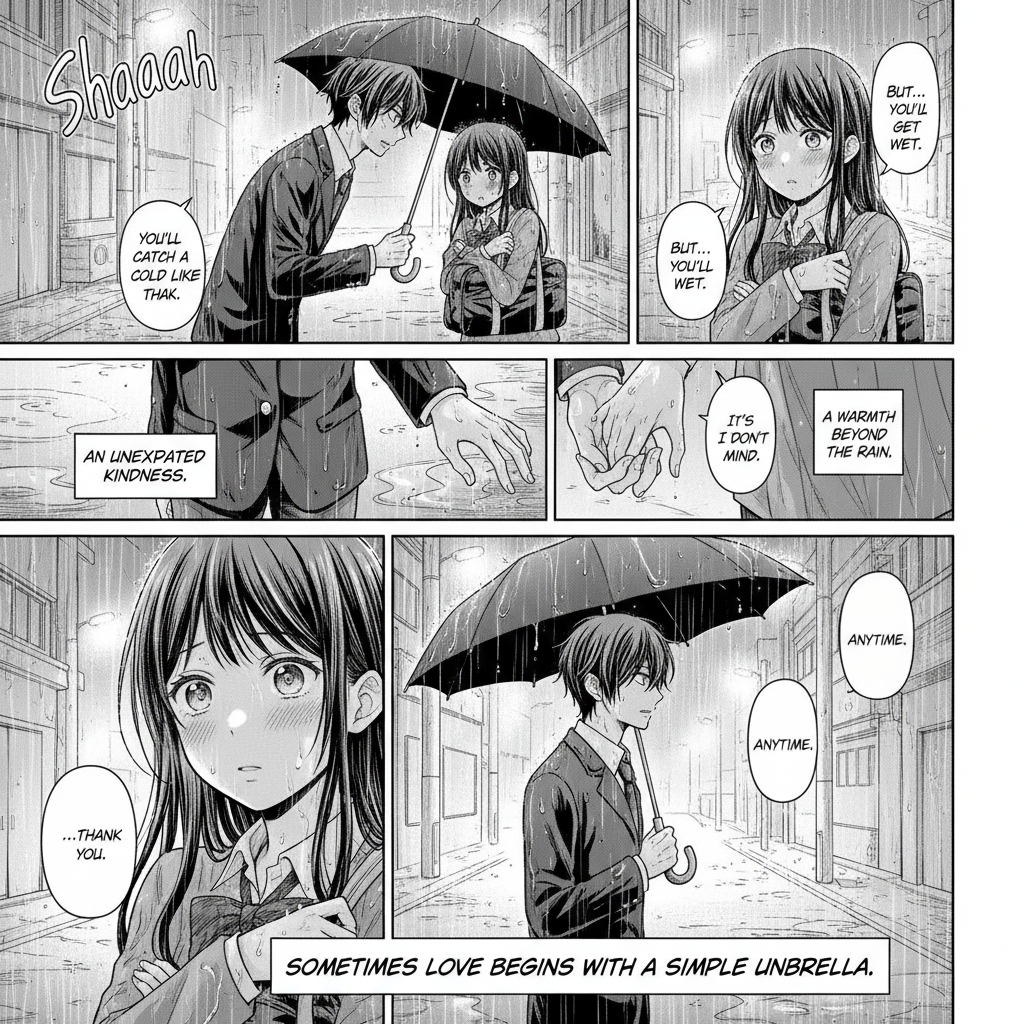 Shaaah
YOU'LL
CATCH A
COLD LIKE
THAK.
BUT...
YOU'LL
GET
WET.
BUT...
YOU'LL
WET.
AN UNEXPATED
KINDNESS.
IT'S
I DON'T
MIND.
A WARMTH
BEYOND
THE RAIN.
...THANK
YOU.
ANYTIME.
ANYTIME.
SOMETIMES LOVE BEGINS WITH A SIMPLE UNBRELLA.